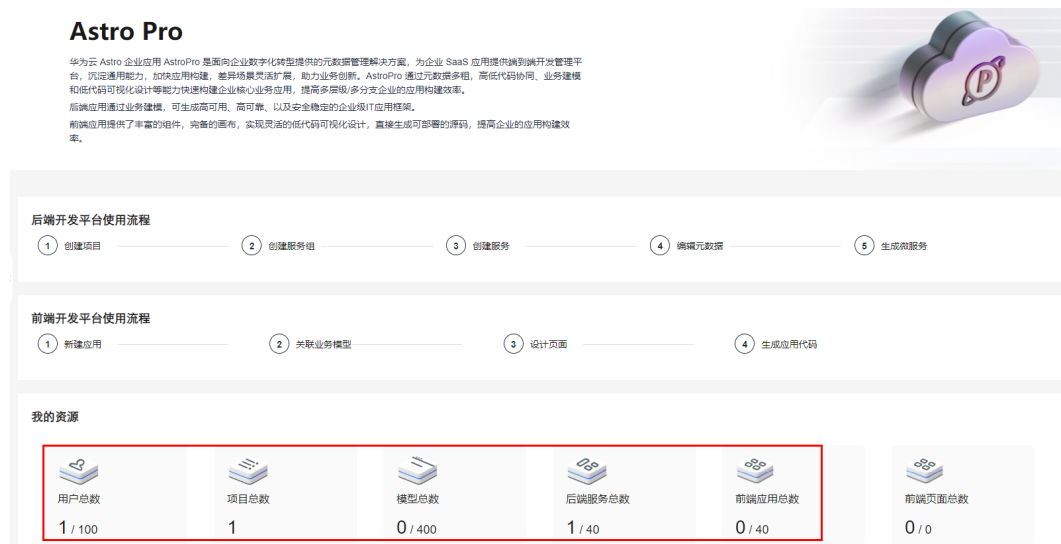 Astro Pro
华为云 Astro 企业应用 AstroPro 是面向企业数字化转型提供的元数据管理解决方案，为企业 SaaS 应用提供端到端开发管理平
台，沉淀通用能力，加快应用构建，差异场景灵活扩展，助力业务创新。AstroPro 通过元数据多租，高低代码协同、业务建模
和低代码可视化设计等能力快速构建企业核心业务应用，提高多层级/多分支企业的应用构建效率。
后端应用通过业务建模，可生成高可用、高可靠、以及安全稳定的企业级IT应用框架。
前端应用提供了丰富的组件，完备的画布，实现灵活的低代码可视化设计，直接生成可部署的源码，提高企业的应用构建效
率。
P
后端开发平台使用流程
1 创建项目 2 创建服务组 3 创建服务 4 编辑元数据 5 生成微服务
前端开发平台使用流程
1 新建应用 2 关联业务模型 3 设计页面 4 生成应用代码
我的资源
用户总数 项目总数 模型总数 后端服务总数 前端应用总数 前端页面总数
1 / 100 1 0 / 400 1 / 40 0 / 40 0 / 0